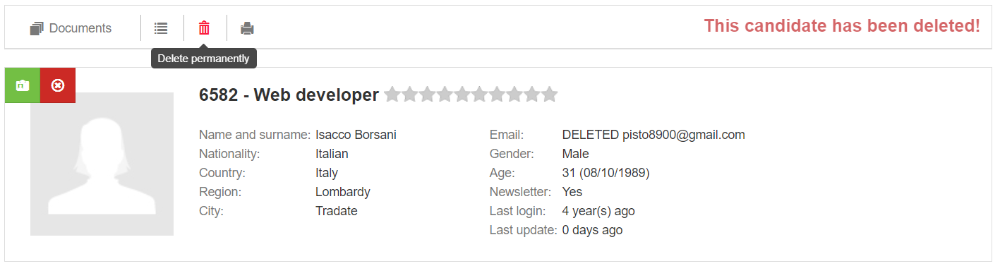 Documents
This candidate has been deleted!
Delete permanently
6582 - Web developer
Name and surname: Isacco Borsani
Nationality: Italian
Country: Italy
Region: Lombardy
City: Tradate
Email: DELETED pisto8900@gmail.com
Gender: Male
Age: 31 (08/10/1989)
Newsletter: Yes
Last login: 4 year(s) ago
Last update: 0 days ago